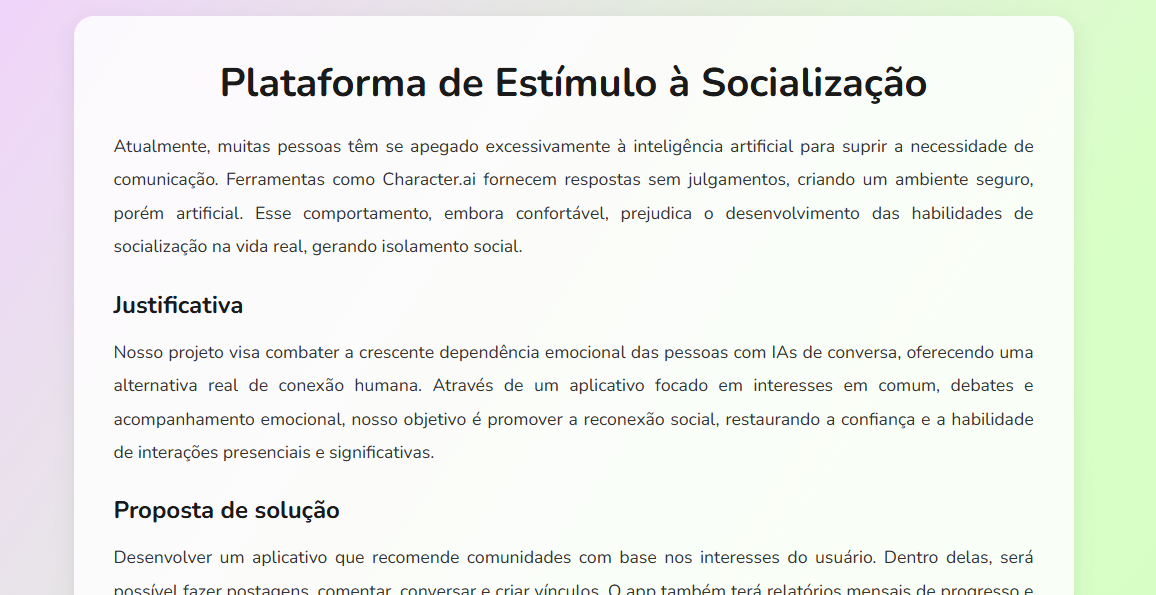 Plataforma de Estímulo à Socialização
Atualmente, muitas pessoas têm se apegado excessivamente à inteligência artificial para suprir a necessidade de
comunicação. Ferramentas como Character.ai fornecem respostas sem julgamentos, criando um ambiente seguro,
porém artificial. Esse comportamento, embora confortável, prejudica o desenvolvimento das habilidades de
socialização na vida real, gerando isolamento social.
Justificativa
Nosso projeto visa combater a crescente dependência emocional das pessoas com IAs de conversa, oferecendo uma
alternativa real de conexão humana. Através de um aplicativo focado em interesses em comum, debates e
acompanhamento emocional, nosso objetivo é promover a reconexão social, restaurando a confiança e a habilidade
de interações presenciais e significativas.
Proposta de solução
Desenvolver um aplicativo que recomende comunidades com base nos interesses do usuário. Dentro delas, será
possível fazer postagens, comentar, conversar e criar vínculos. O app também terá relatórios mensais de progresso e